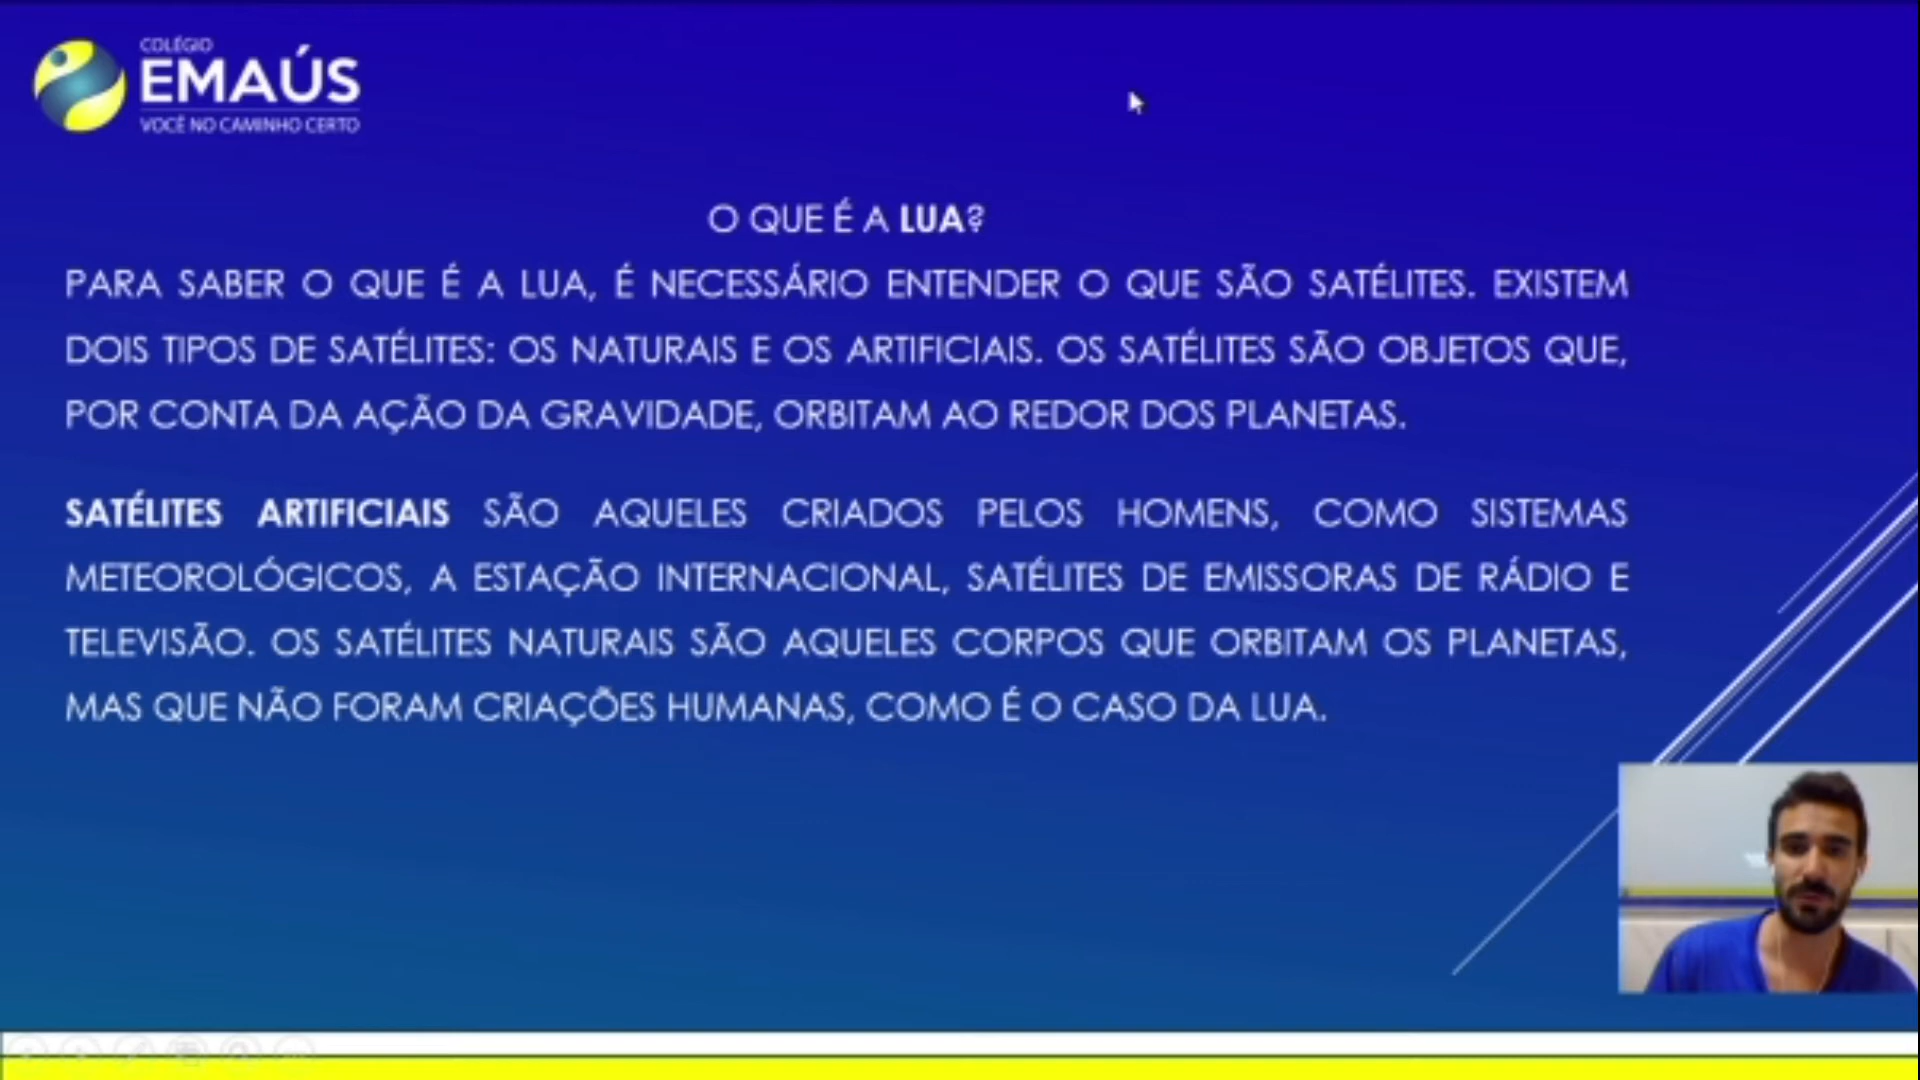 COLÉGIO
EMAÚS
VOCÊ NO CAMINHO CERTO
O QUE É A LUA?
PARA SABER O QUE É A LUA, É NECESSÁRIO ENTENDER O QUE SÃO SATÉLITES. EXISTEM
DOIS TIPOS DE SATÉLITES: OS NATURAIS E OS ARTIFICIAIS. OS SATÉLITES SÃO OBJETOS QUE,
POR CONTA DA AÇÃO DA GRAVIDADE, ORBITAM AO REDOR DOS PLANETAS.
SATÉLITES ARTIFICIAIS SÃO AQUELES CRIADOS PELOS HOMENS, COMO SISTEMAS
METEOROLÓGICOS, A ESTAÇÃO INTERNACIONAL, SATÉLITES DE EMISSORAS DE RÁDIO E
TELEVISÃO. OS SATÉLITES NATURAIS SÃO AQUELES CORPOS QUE ORBITAM OS PLANETAS,
MAS QUE NÃO FORAM CRIAÇÕES HUMANAS, COMO É O CASO DA LUA.